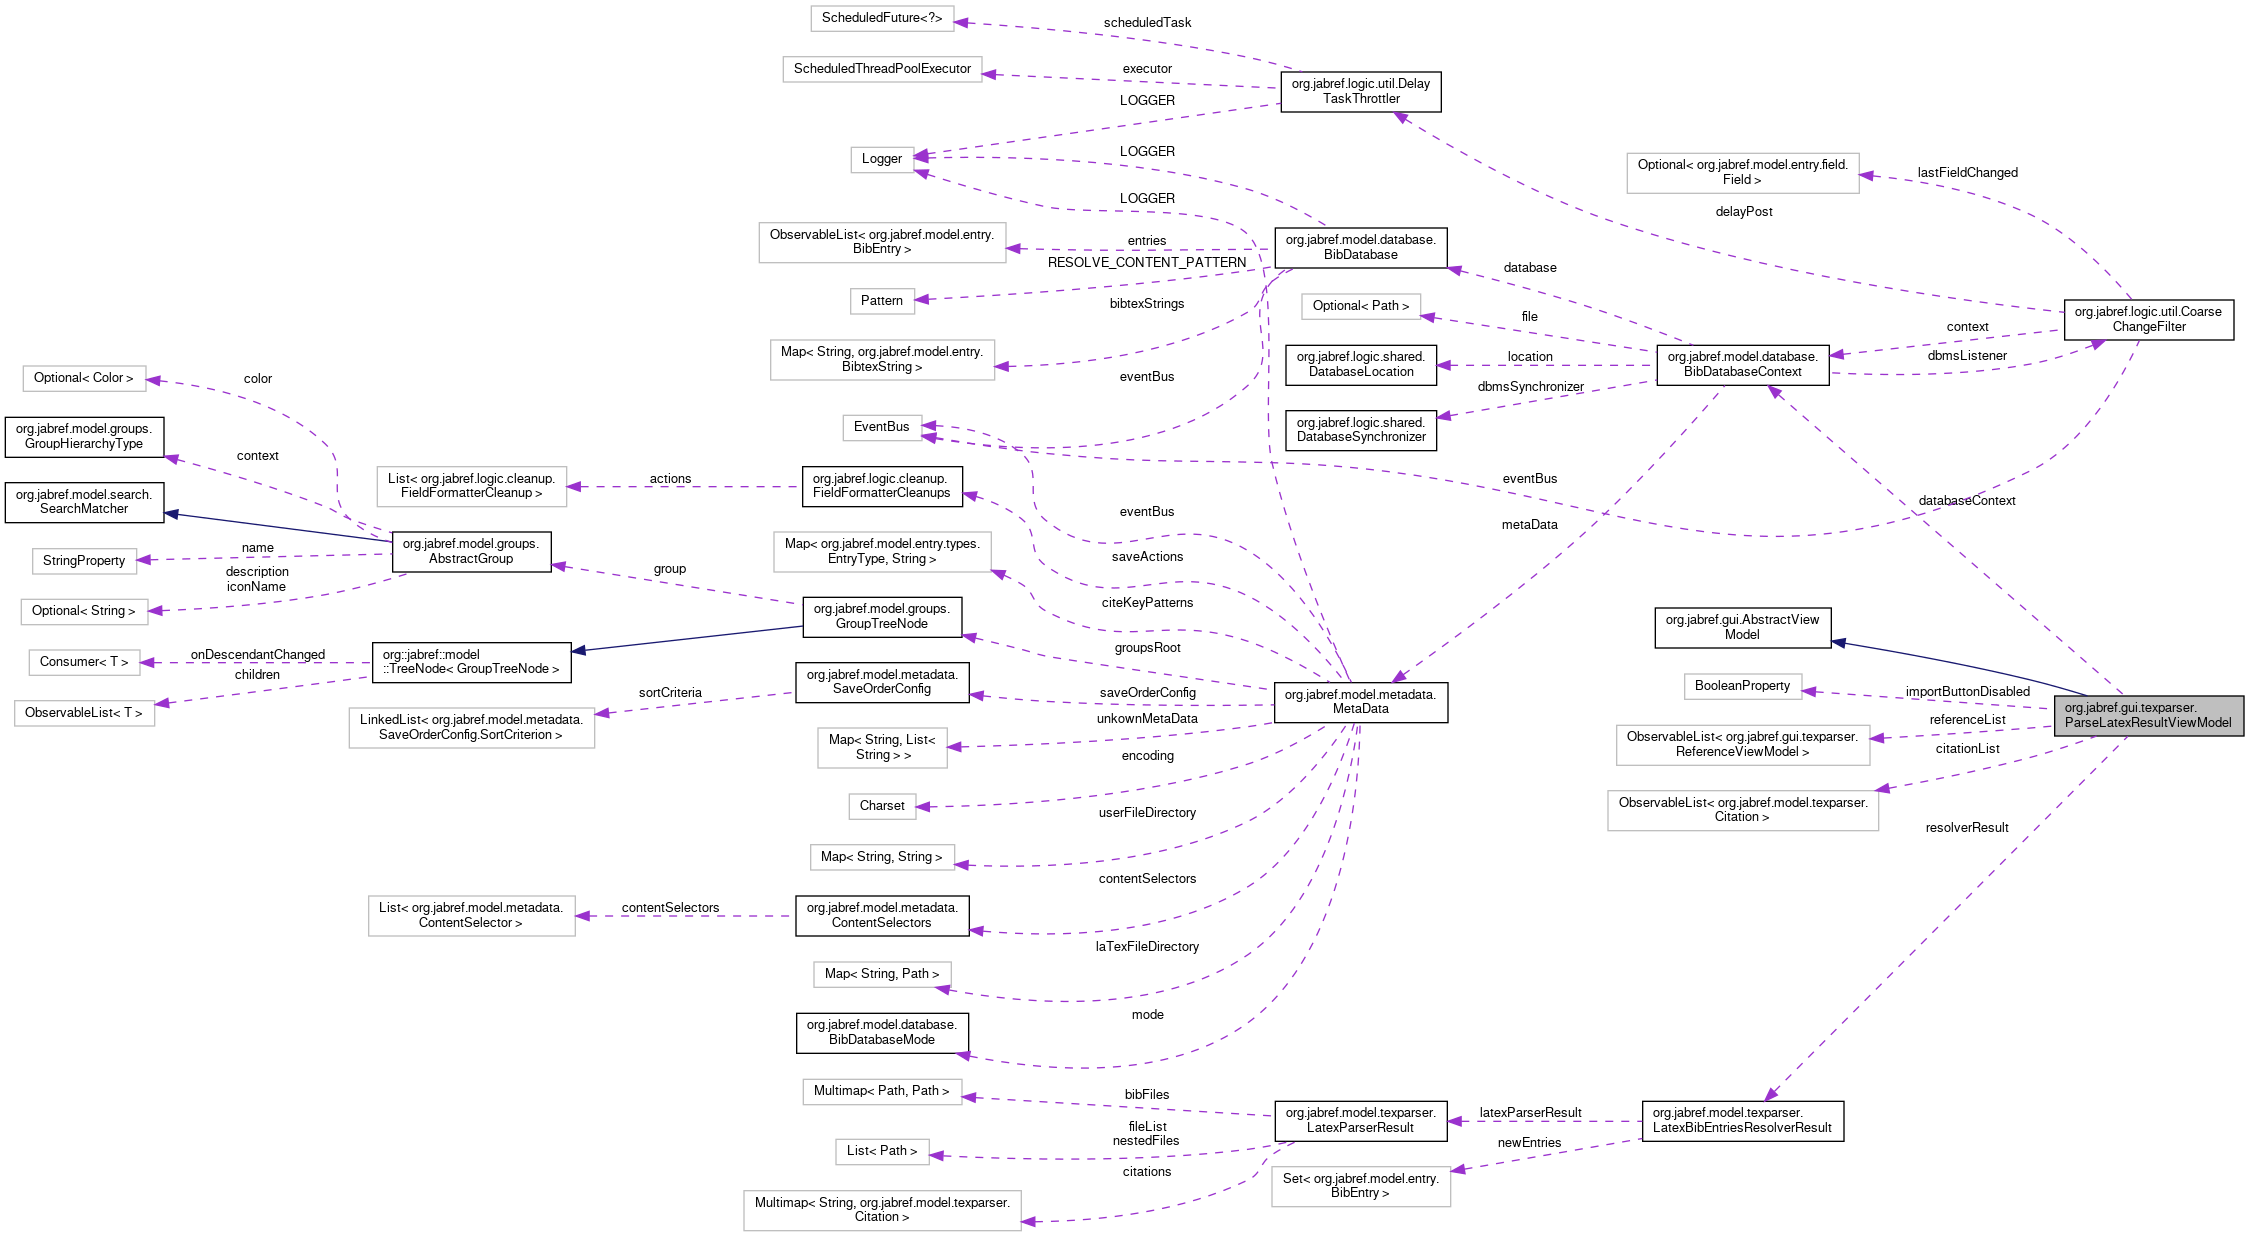 ScheduledFuture<?>
scheduledTask
ScheduledThreadPoolExecutor
executor
org.jabref.logic.util.Delay
TaskThrottler
LOGGER
Logger
LOGGER
LOGGER
Optional< org.jabref.model.entry.field.
Field >
lastFieldChanged
delayPost
ObservableList< org.jabref.model.entry.
BibEntry >
entries
org.jabref.model.database.
BibDatabase
RESOLVE_CONTENT_PATTERN
database
Pattern
bibtexStrings
Optional< Path >
file
org.jabref.logic.util.Coarse
ChangeFilter
context
dbmsListener
Map< String, org.jabref.model.entry.
BibtexString >
org.jabref.logic.shared.
DatabaseLocation
location
org.jabref.model.database.
BibDatabaseContext
eventBus
dbmsSynchronizer
org.jabref.logic.shared.
DatabaseSynchronizer
Optional< Color >
color
org.jabref.model.groups.
GroupHierarchyType
context
EventBus
org.jabref.model.search.
SearchMatcher
List< org.jabref.logic.cleanup.
FieldFormatterCleanup >
actions
org.jabref.logic.cleanup.
FieldFormatterCleanups
eventBus
eventBus
databaseContext
metaData
StringProperty
name
org.jabref.model.groups.
AbstractGroup
Map< org.jabref.model.entry.types.
EntryType, String >
saveActions
description
iconName
group
citeKeyPatterns
Optional< String >
org.jabref.model.groups.
GroupTreeNode
groupsRoot
org.jabref.gui.AbstractView
Model
Consumer< T >
onDescendantChanged
org::jabref::model
::TreeNode< GroupTreeNode >
children
ObservableList< T >
sortCriteria
org.jabref.model.metadata.
SaveOrderConfig
saveOrderConfig
org.jabref.model.metadata.
MetaData
BooleanProperty
importButtonDisabled
org.jabref.gui.texparser.
ParseLatexResultViewModel
LinkedList< org.jabref.model.metadata.
SaveOrderConfig.SortCriterion >
unkownMetaData
Map< String, List<
String > >
referenceList
ObservableList< org.jabref.gui.texparser.
ReferenceViewModel >
citationList
encoding
Charset
ObservableList< org.jabref.model.texparser.
Citation >
userFileDirectory
resolverResult
Map< String, String >
contentSelectors
List< org.jabref.model.metadata.
ContentSelector >
contentSelectors
org.jabref.model.metadata.
ContentSelectors
laTexFileDirectory
Map< String, Path >
mode
org.jabref.model.database.
BibDatabaseMode
Multimap< Path, Path >
bibFiles
org.jabref.model.texparser.
LatexParserResult
latexParserResult
org.jabref.model.texparser.
LatexBibEntriesResolverResult
fileList
nestedFiles
newEntries
List< Path >
citations
Set< org.jabref.model.entry.
BibEntry >
Multimap< String, org.jabref.model.texparser.
Citation >